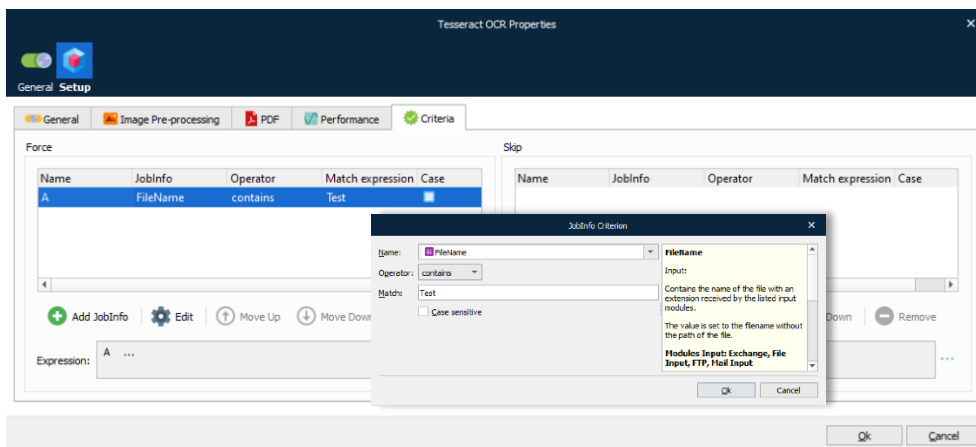 Tesseract OCR Properties
General Setup
General Image Pre-processing PDF Performance Criteria
Force
Name JobInfo Operator Match expression Case
A FileName contains Test
Add JobInfo Edit Move Up Move Down
Expression: A ...
Skip
Name JobInfo Operator Match expression Case
Down Remove
...
JobInfo Criterion
Name: FileName
Operator: contains
Match: Test
Case sensitive
FileName
Input:
Contains the name of the file with an
extension received by the listed input
modules.
The value is set to the filename without
the path of the file.
Modules Input: Exchange, File
Input, FTP, Mail Input
Ok Cancel
Ok Cancel